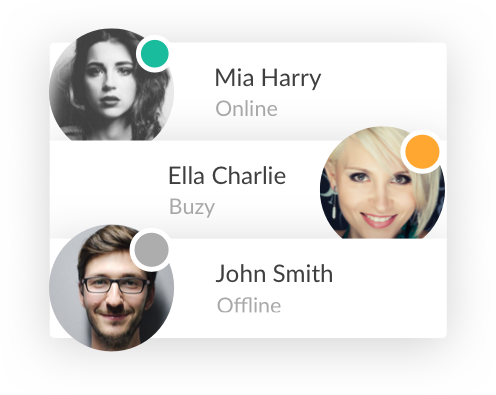 Mia Harry
Online
Ella Charlie
Buzy
John Smith
Offline